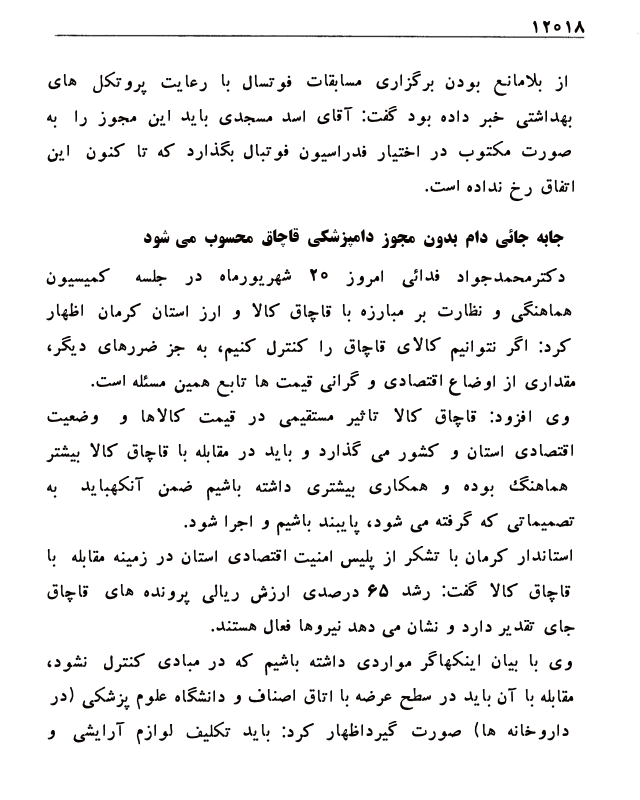 ۱۲۰۱۸
از بلامانع بودن برگزاری مسابقات فوتسال با رعایت پروتکل های
بهداشتی خبر داده بود گفت: آقای اسد مسجدی باید این مجوز را به
صورت مکتوب در اختیار فدراسیون فوتبال بگذارد که تا کنون این
اتفاق رخ نداده است.
جابه جائی دام بدون مجوز دامپزشکی قاچاق محسوب می شود
دکترمحمدجواد فدائی امروز ۲۰ شهریورماه در جلسه کمیسیون
هماهنگی و نظارت بر مبارزه با قاچاق کالا و ارز استان کرمان اظهار
کرد: اگر نتوانیم کالای قاچاق را کنترل کنیم، به جز ضررهای دیگر،
مقداری از اوضاع اقتصادی و گرانی قیمت ها تابع همین مسئله است.
وی افزود: قاچاق کالا تاثیر مستقیمی در قیمت کالاها و وضعیت
اقتصادی استان و کشور می گذارد و باید در مقابله با قاچاق کالا بیشتر
هماهنگ بوده و همکاری بیشتری داشته باشیم ضمن آنکهباید به
تصمیماتی که گرفته می شود، پایبند باشیم و اجرا شود.
استاندار کرمان با تشکر از پلیس امنیت اقتصادی استان در زمینه مقابله با
قاچاق کالا گفت: رشد ۶۵ درصدی ارزش ریالی پرونده های قاچاق
جای تقدیر دارد و نشان می دهد نیروها فعال هستند.
وی با بیان اینکهاگر مواردی داشته باشیم که در مبادی کنترل نشود،
مقابله با آن باید در سطح عرضه با اتاق اصناف و دانشگاه علوم پزشکی (در
داروخانه ها) صورت گیرداظهار کرد: باید تکلیف لوازم آرایشی و